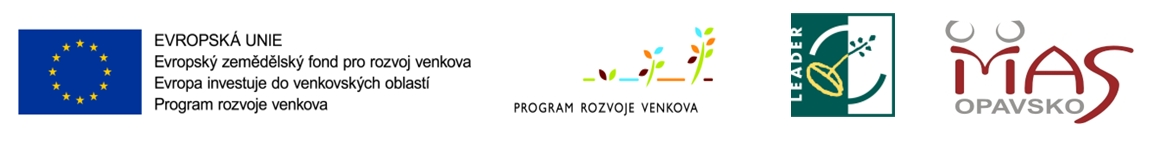 EVROPSKÁ UNIE
Evropský zemědělský fond pro rozvoj venkova
Evropa investuje do venkovských oblastí
Program rozvoje venkova
PROGRAM ROZVOJE VENKOVA
LEADER
MAS
OPAVSKO